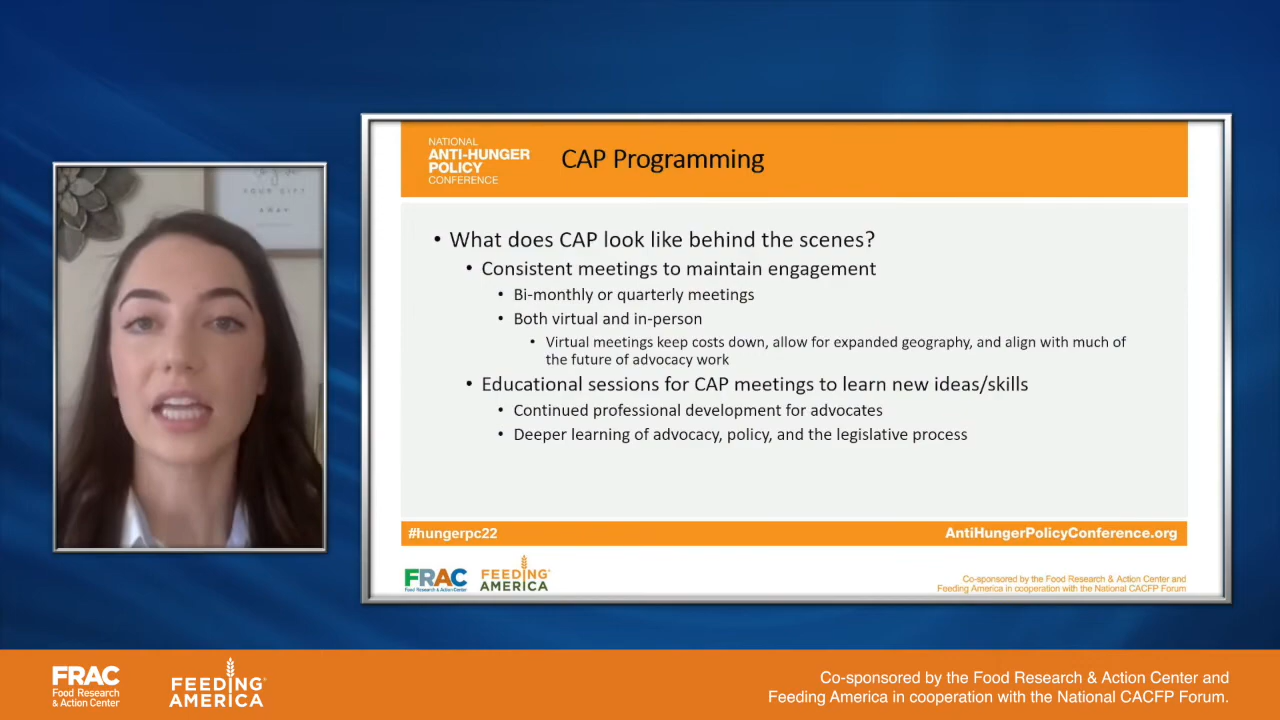 NATIONAL
ANTI-HUNGER
POLICY
CONFERENCE
CAP Programming
• What does CAP look like behind the scenes?
• Consistent meetings to maintain engagement
• Bi-monthly or quarterly meetings
• Both virtual and in-person
• Virtual meetings keep costs down, allow for expanded geography, and align with much of
the future of advocacy work
• Educational sessions for CAP meetings to learn new ideas/skills
• Continued professional development for advocates
• Deeper learning of advocacy, policy, and the legislative process
#hungerpc22
AntiHungerPolicyConference.org
FRAC
Food Research & Action Center
FEEDING
AMERICA
Co-sponsored by the Food Research & Action Center and
Feeding America in cooperation with the National CACFP Forum
FRAC
Food Research
& Action Center
FEEDING
AMERICA
Co-sponsored by the Food Research & Action Center and
Feeding America in cooperation with the National CACFP Forum.